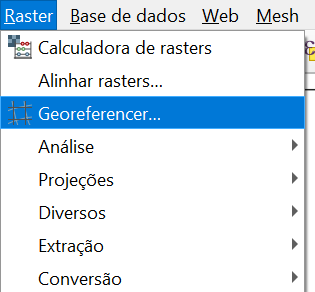 Raster Base de dados Web Mesh
Calculadora de rasters
Alinhar rasters...
Georeferencer...
Análise
Projeções
Diversos
Extração
Conversão